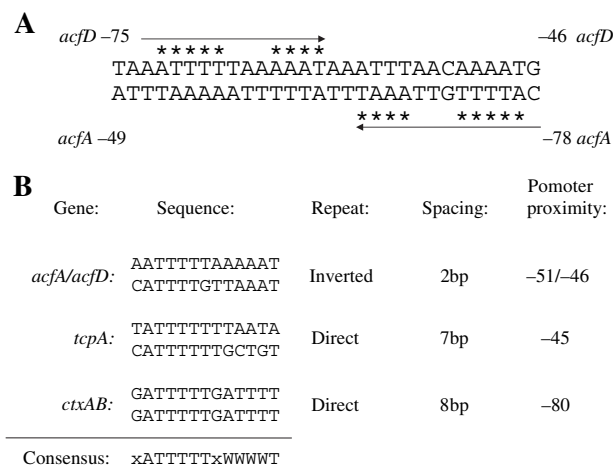 A
acfD –75 –46 acfD
***** ****
TAAATTTTTAAAAATAAATTTAACAAAATG
ATTTAAAAATTTTTATTTAAATTGTTTTAC
**** *****
acfA –49 –78 acfA
B
Gene: Sequence: Repeat: Spacing: Pomoter proximity:
AATTTTTAAAAAT
acfA/acfD: Inverted 2bp –51/–46
CATTTTGTTAAAT
TATTTTTTTAATA
tcpA: Direct 7bp –45
CATTTTTTGCTGT
GATTTTTGATTTT
ctxAB: Direct 8bp –80
GATTTTTGATTTT
Consensus: xATTTTTxWWWWT